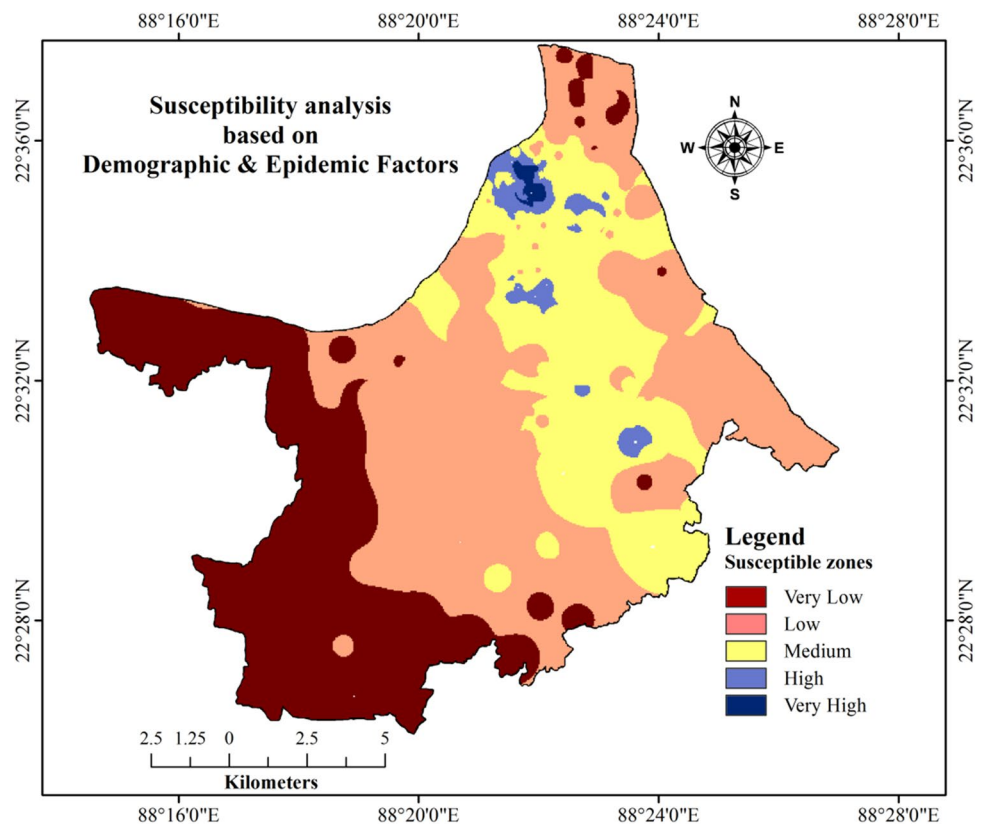 88°16'0"E 88°20'0"E 88°24'0"E 88°28'0"E
Susceptibility analysis
based on
Demographic & Epidemic Factors
N
W E
S
22°36'0"N 22°36'0"N
22°32'0"N 22°32'0"N
22°28'0"N 22°28'0"N
Legend
Susceptible zones
Very Low
Low
Medium
High
Very High
2.5 1.25 0 2.5 5
Kilometers
88°16'0"E 88°20'0"E 88°24'0"E 88°28'0"E